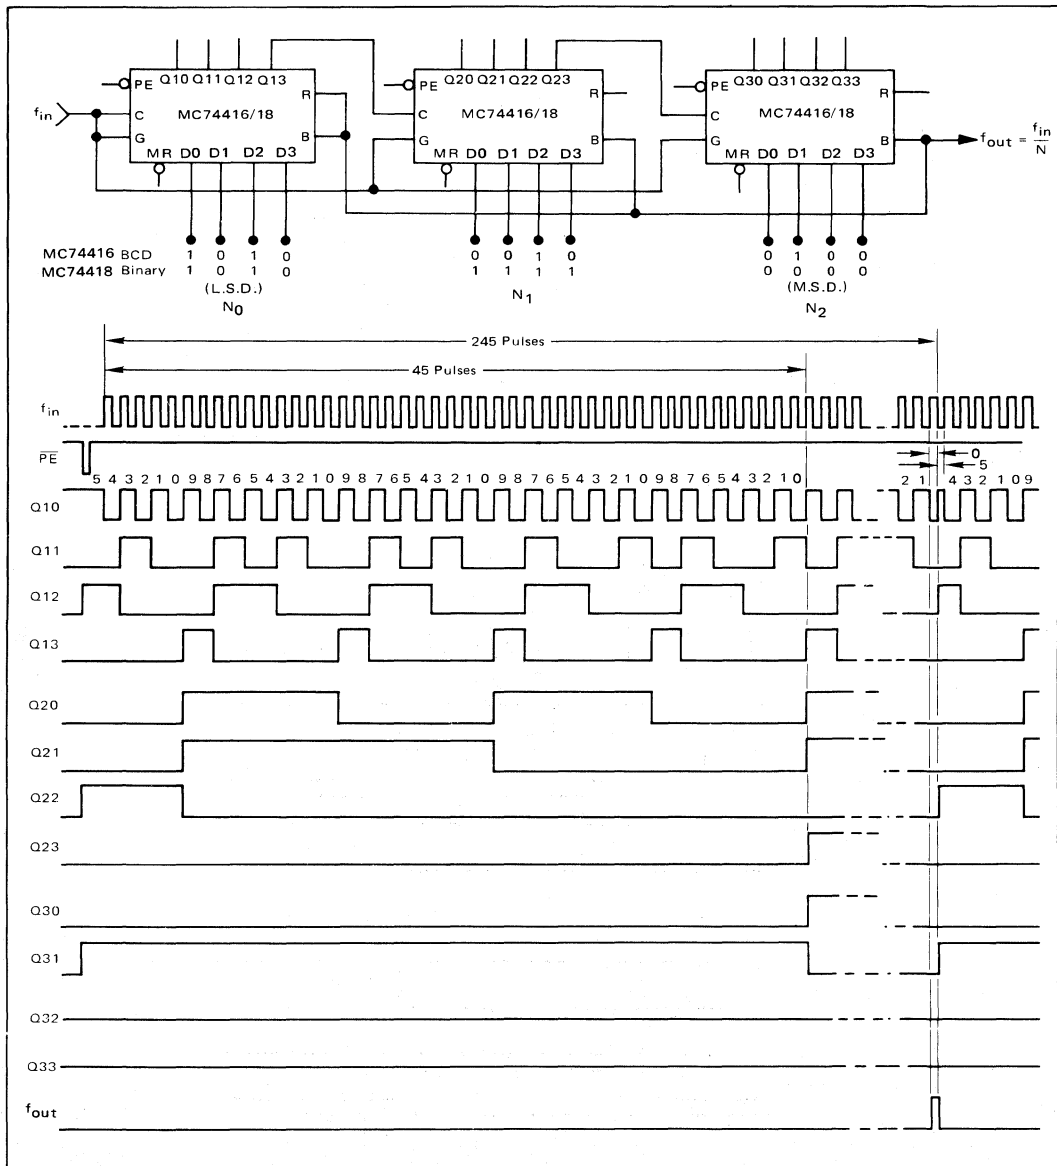 Q10 Q11 Q12 Q13
PE
R
MC74416/18
C
G
B
MR D0 D1 D2 D3
Q20 Q21 Q22 Q23
PE
R
MC74416/18
C
G
B
MR D0 D1 D2 D3
Q30 Q31 Q32 Q33
PE
R
MC74416/18
C
G
B
MR D0 D1 D2 D3
fin
fout = fin/N
MC74416 BCD 1 0 1 0 0 0 1 0 0 1 0 0
MC74418 Binary 1 0 1 0 1 1 1 1 0 0 0 0
(L.S.D.) (M.S.D.)
N0 N1 N2
245 Pulses
45 Pulses
fin
PE
0
5
5 4 3 2 1 0 9 8 7 6 5 4 3 2 1 0 9 8 7 6 5 4 3 2 1 0 9 8 7 6 5 4 3 2 1 0 9 8 7 6 5 4 3 2 1 0 2 1 4 3 2 1 0 9
Q10
Q11
Q12
Q13
Q20
Q21
Q22
Q23
Q30
Q31
Q32
Q33
fout